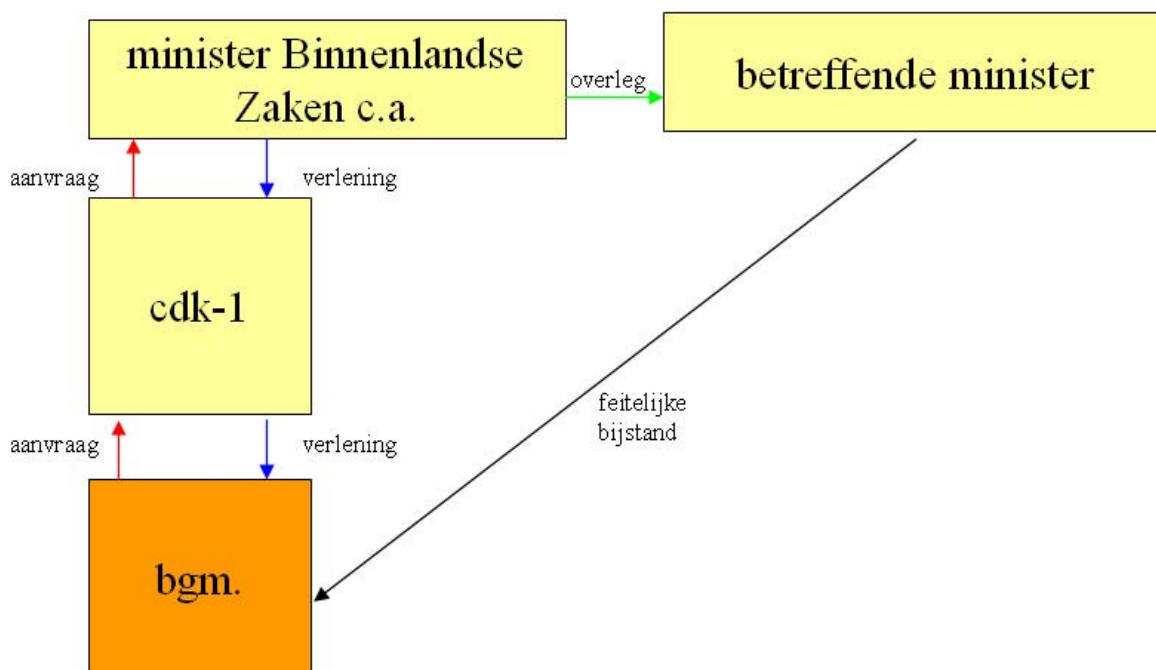 minister Binnenlandse
Zaken c.a.
overleg
betreffende minister
aanvraag
verlening
cdk-1
feitelijke
bijstand
aanvraag
verlening
bgm.